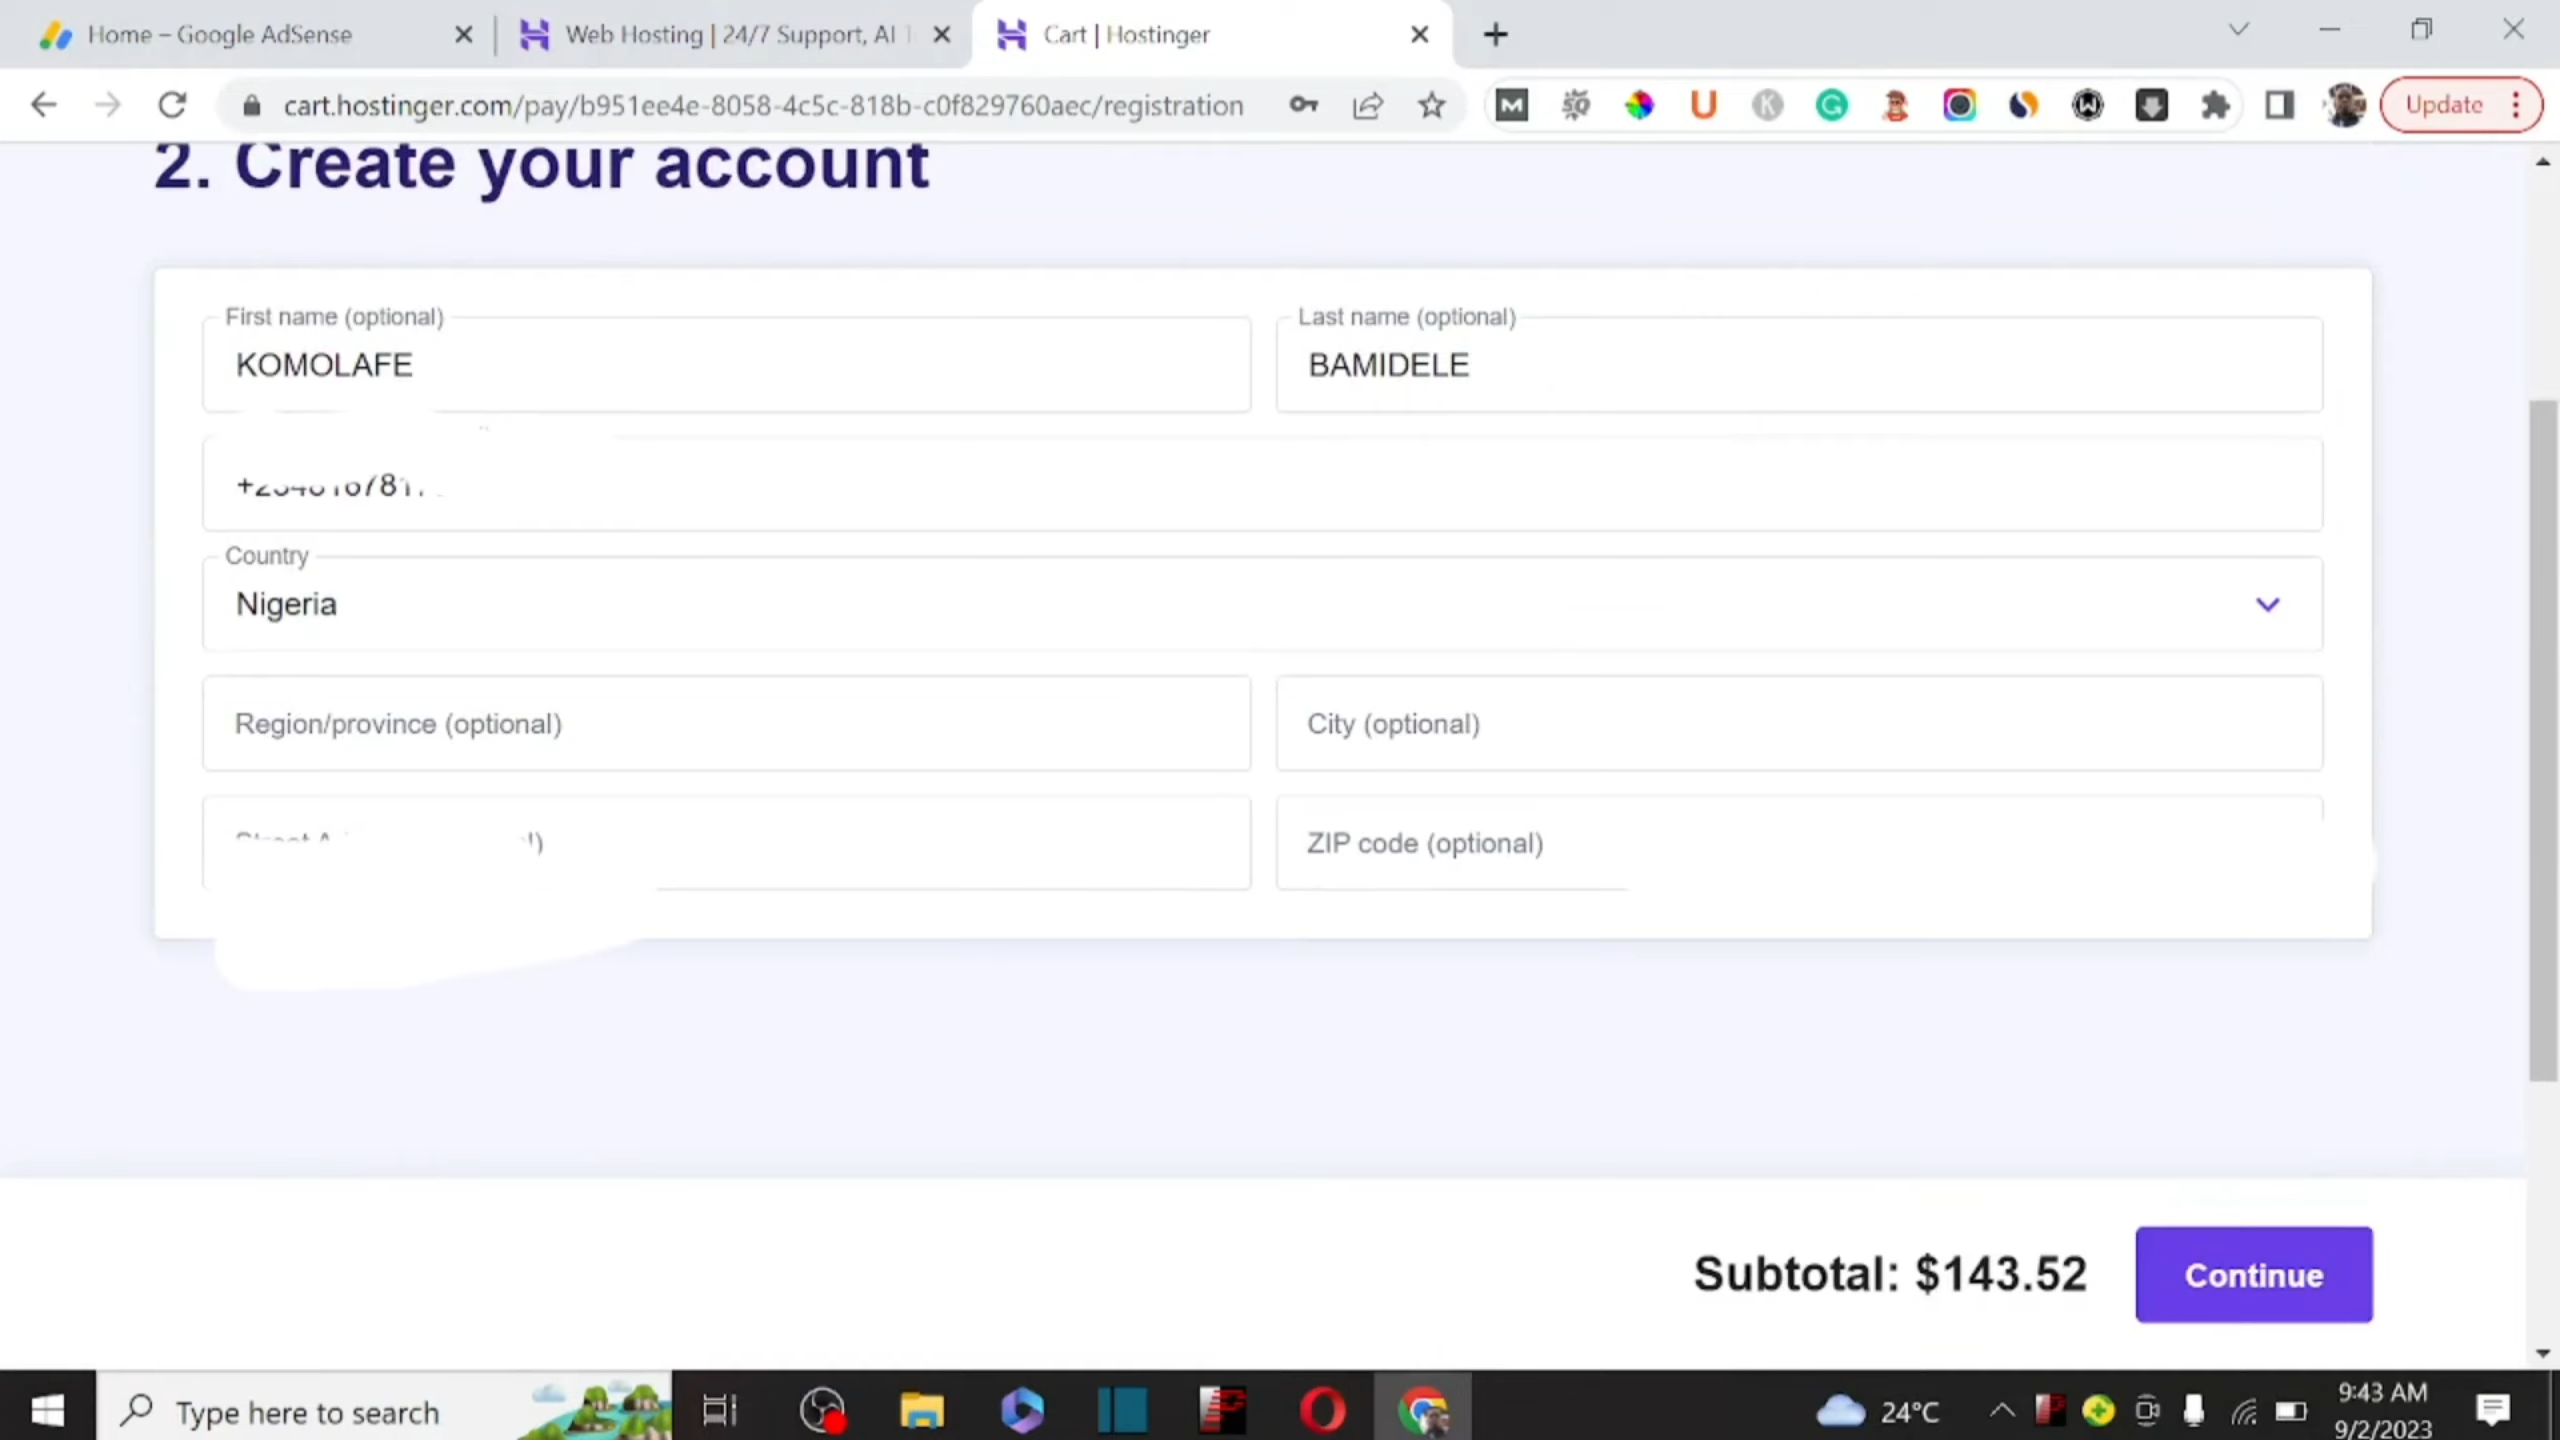 Home – Google AdSense
Web Hosting | 24/7 Support, AI
Cart | Hostinger
cart.hostinger.com/pay/b951ee4e-8058-4c5c-818b-c0f829760aec/registration
Update
2. Create your account
First name (optional)
KOMOLAFE
Last name (optional)
BAMIDELE
Country
Nigeria
Region/province (optional)
City (optional)
ZIP code (optional)
Subtotal: $143.52
Continue
Type here to search
24°C
9:43 AM
9/2/2023